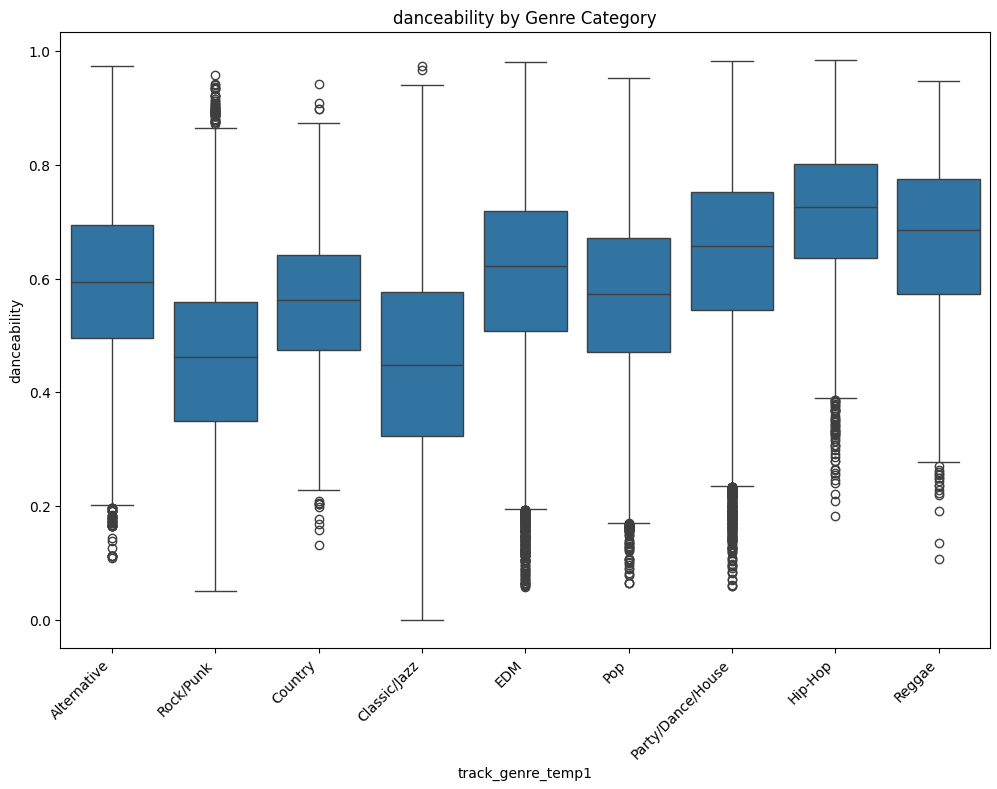 danceability by Genre Category
danceability
1.0
0.8
0.6
0.4
0.2
0.0
Alternative
Rock/Punk
Country
Classic/Jazz
EDM
Pop
Party/Dance/House
Hip-Hop
Reggae
track_genre_temp1